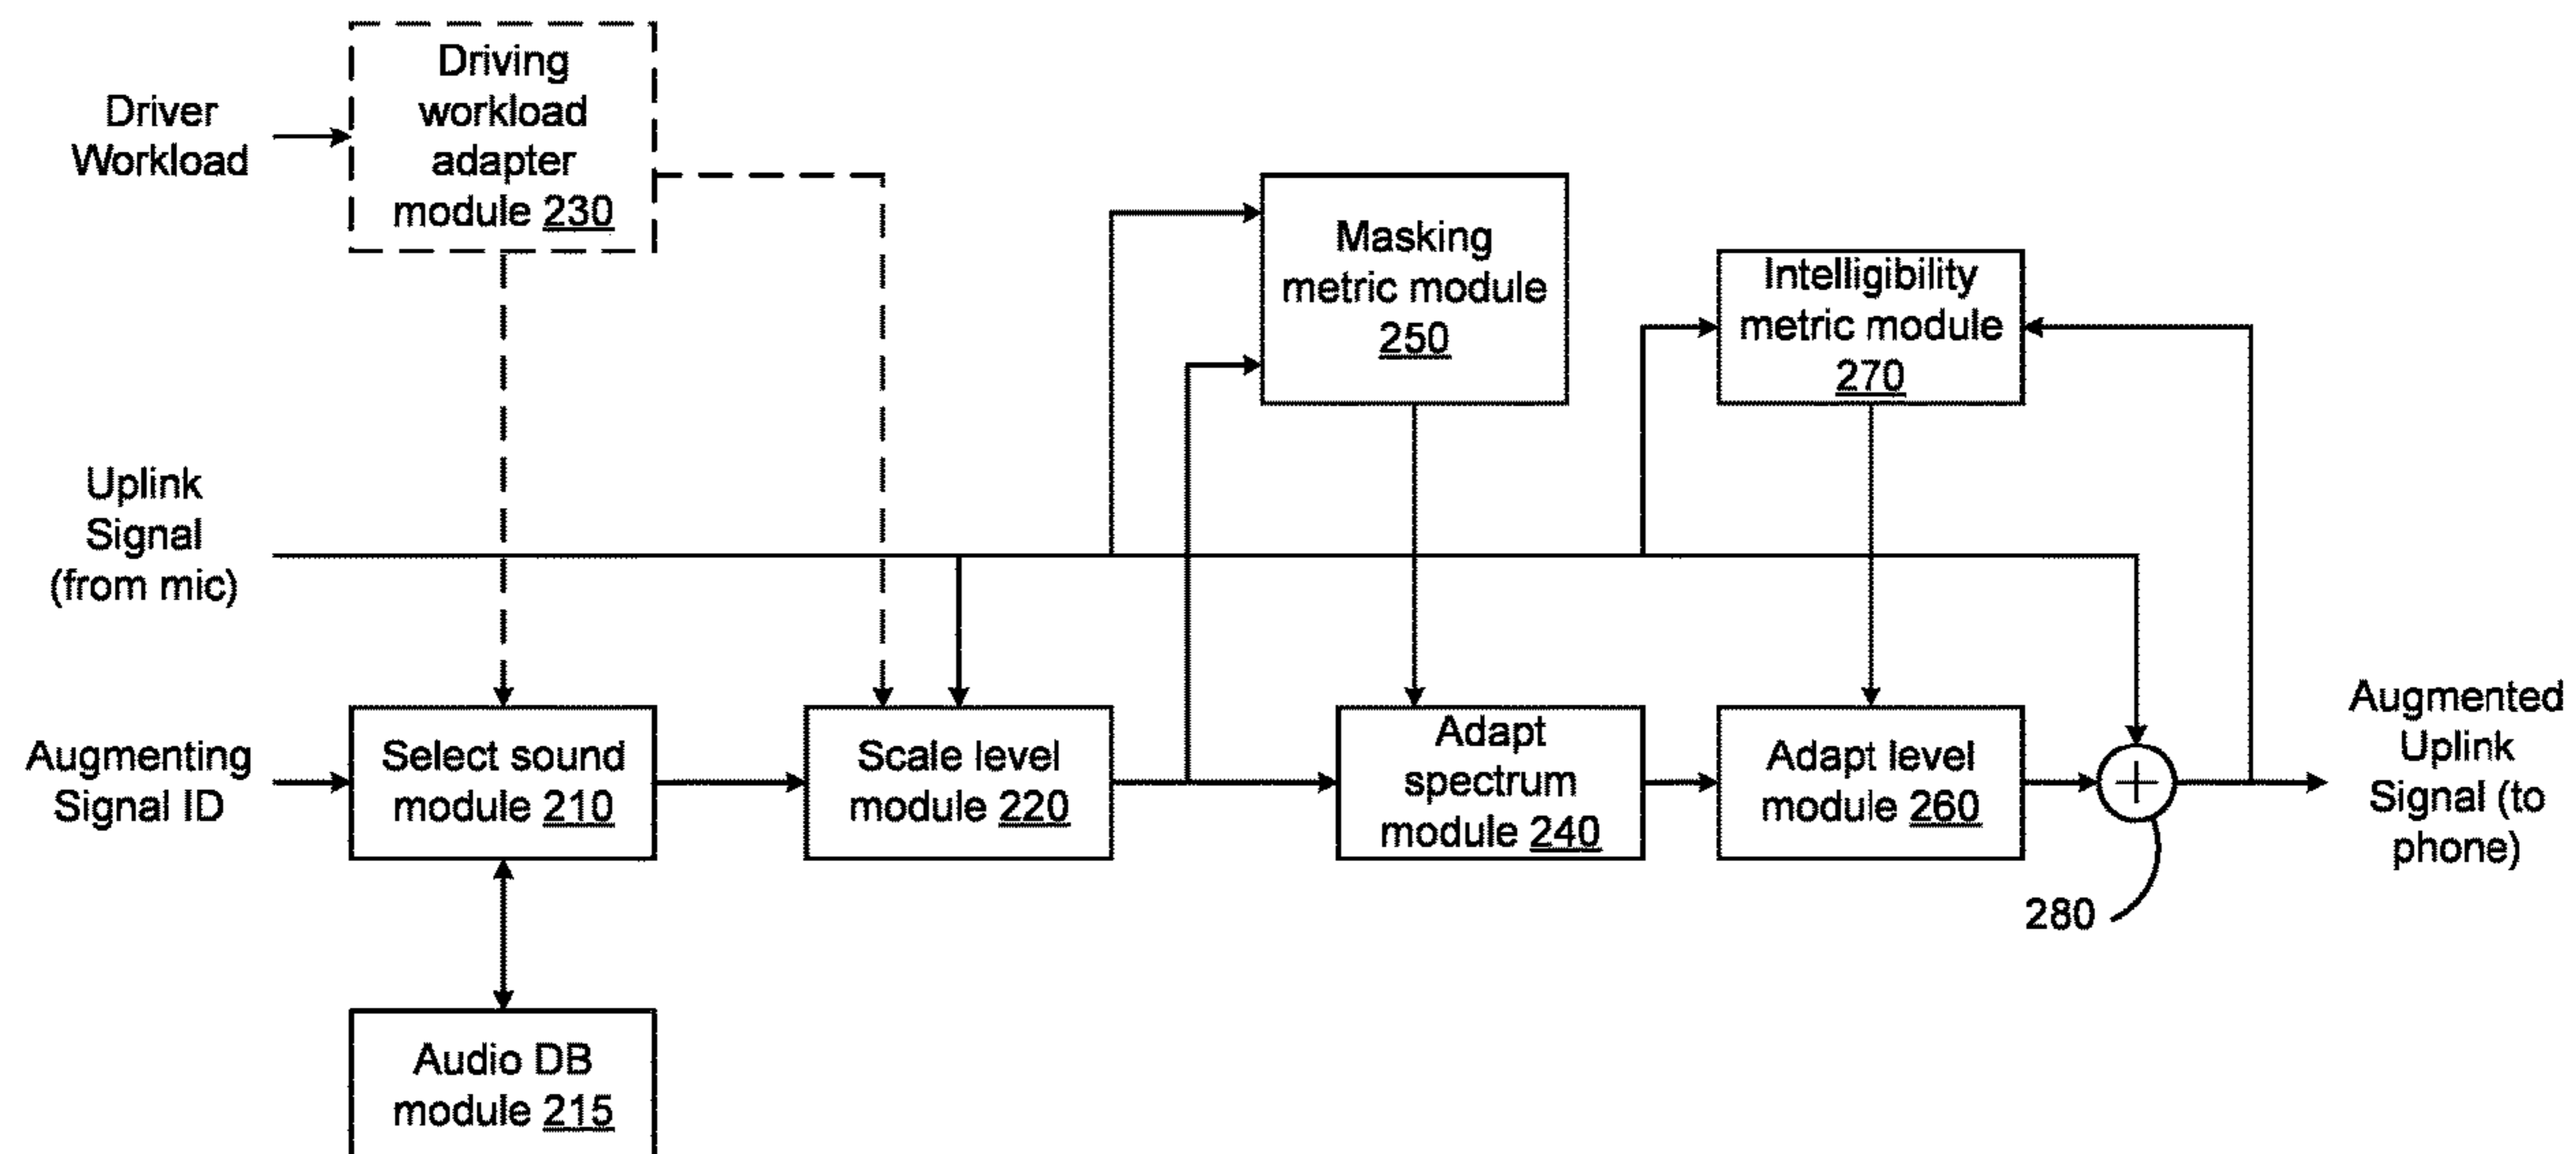 Driver
Workload
Driving
workload
adapter
module 230
Masking
metric module
250
Intelligibility
metric module
270
Uplink
Signal
(from mic)
Augmenting
Signal ID
Select sound
module 210
Scale level
module 220
Adapt
spectrum
module 240
Adapt level
module 260
+
280
Augmented
Uplink
Signal (to
phone)
Audio DB
module 215